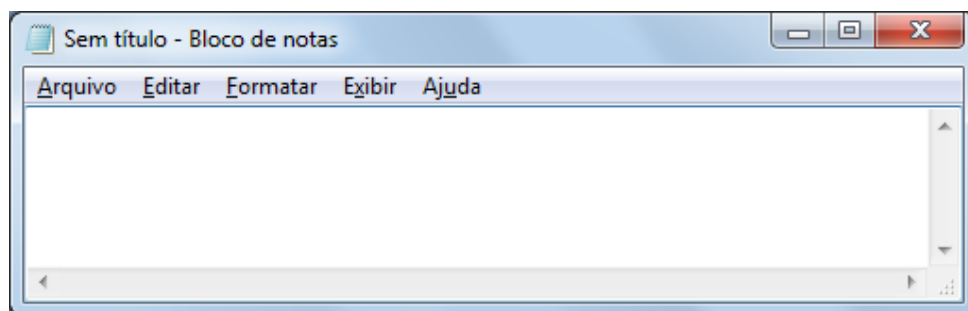 Sem título - Bloco de notas
Arquivo Editar Formatar Exibir Ajuda